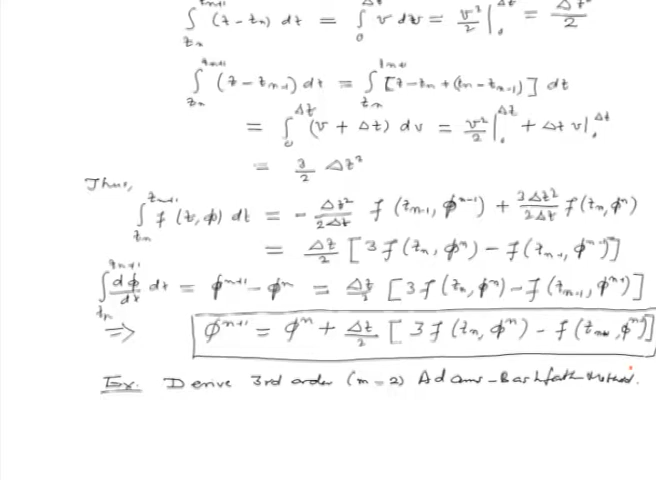 ∫_{t_n}^{t_{n+1}} (t - t_n) dt = ∫_0^{Δt} v dv = v²/2 |_0^{Δt} = Δt²/2
∫_{t_n}^{t_{n+1}} (t - t_{n-1}) dt = ∫_{t_n}^{t_{n+1}} [t - t_n + (t_n - t_{n-1})] dt
= ∫_0^{Δt} (v + Δt) dv = v²/2 |_0^{Δt} + Δt v|_0^{Δt}
= 3/2 Δt²
Thus,
∫_{t_n}^{t_{n+1}} f(t, ϕ) dt = - Δt²/2Δt f(t_{n-1}, ϕ^{n-1}) + 3Δt²/2Δt f(t_n, ϕ^n)
= Δt/2 [3f(t_n, ϕ^n) - f(t_{n-1}, ϕ^{n-1})]
∫_{t_n}^{t_{n+1}} dϕ/dt dt = ϕ^{n+1} - ϕ^n = Δt/2 [3f(t_n, ϕ^n) - f(t_{n-1}, ϕ^{n-1})]
⇒ ϕ^{n+1} = ϕ^n + Δt/2 [3f(t_n, ϕ^n) - f(t_{n-1}, ϕ^{n-1})]
Ex. Derive 3rd order (m=2) Adams-Bashforth method.